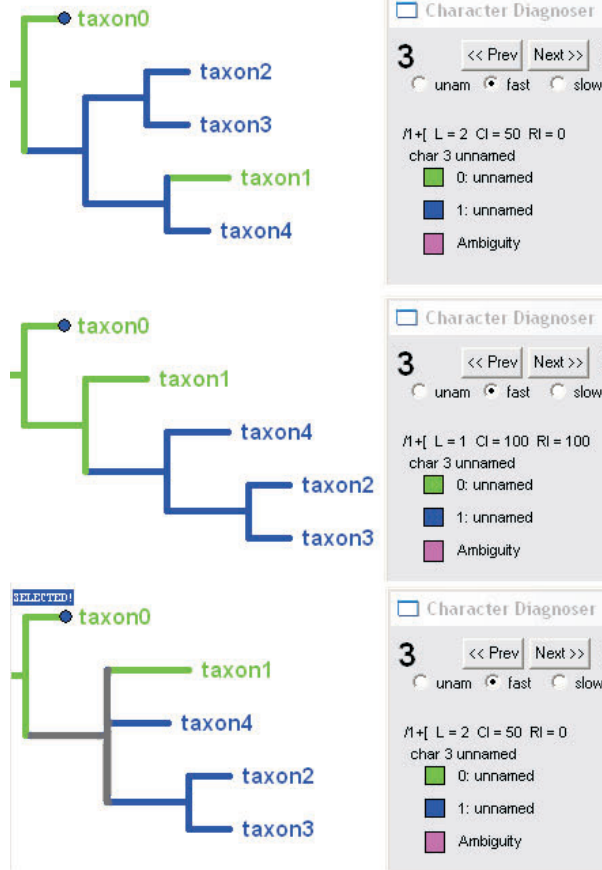 taxon0
taxon2
taxon3
taxon1
taxon4
Character Diagnoser
3
<< Prev Next >>
unam fast slow
/1+[ L = 2 CI = 50 RI = 0
char 3 unnamed
0: unnamed
1: unnamed
Ambiguity
taxon0
taxon1
taxon4
taxon2
taxon3
Character Diagnoser
3
<< Prev Next >>
unam fast slow
/1+[ L = 1 CI = 100 RI = 100
char 3 unnamed
0: unnamed
1: unnamed
Ambiguity
SELECTED!
taxon0
taxon1
taxon4
taxon2
taxon3
Character Diagnoser
3
<< Prev Next >>
unam fast slow
/1+[ L = 2 CI = 50 RI = 0
char 3 unnamed
0: unnamed
1: unnamed
Ambiguity